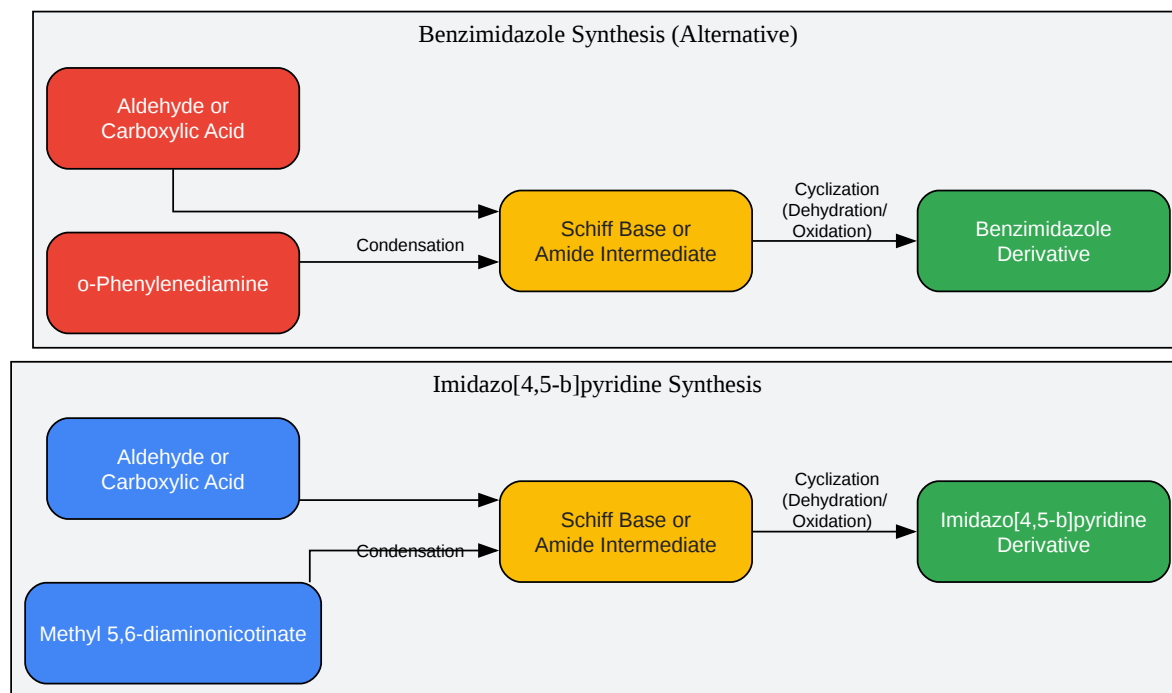 Benzimidazole Synthesis (Alternative)
Aldehyde or
Carboxylic Acid
o-Phenylenediamine
Condensation
Schiff Base or
Amide Intermediate
Cyclization
(Dehydration/
Oxidation)
Benzimidazole
Derivative
Imidazo[4,5-b]pyridine Synthesis
Aldehyde or
Carboxylic Acid
Methyl 5,6-diaminonicotinate
Condensation
Schiff Base or
Amide Intermediate
Cyclization
(Dehydration/
Oxidation)
Imidazo[4,5-b]pyridine
Derivative